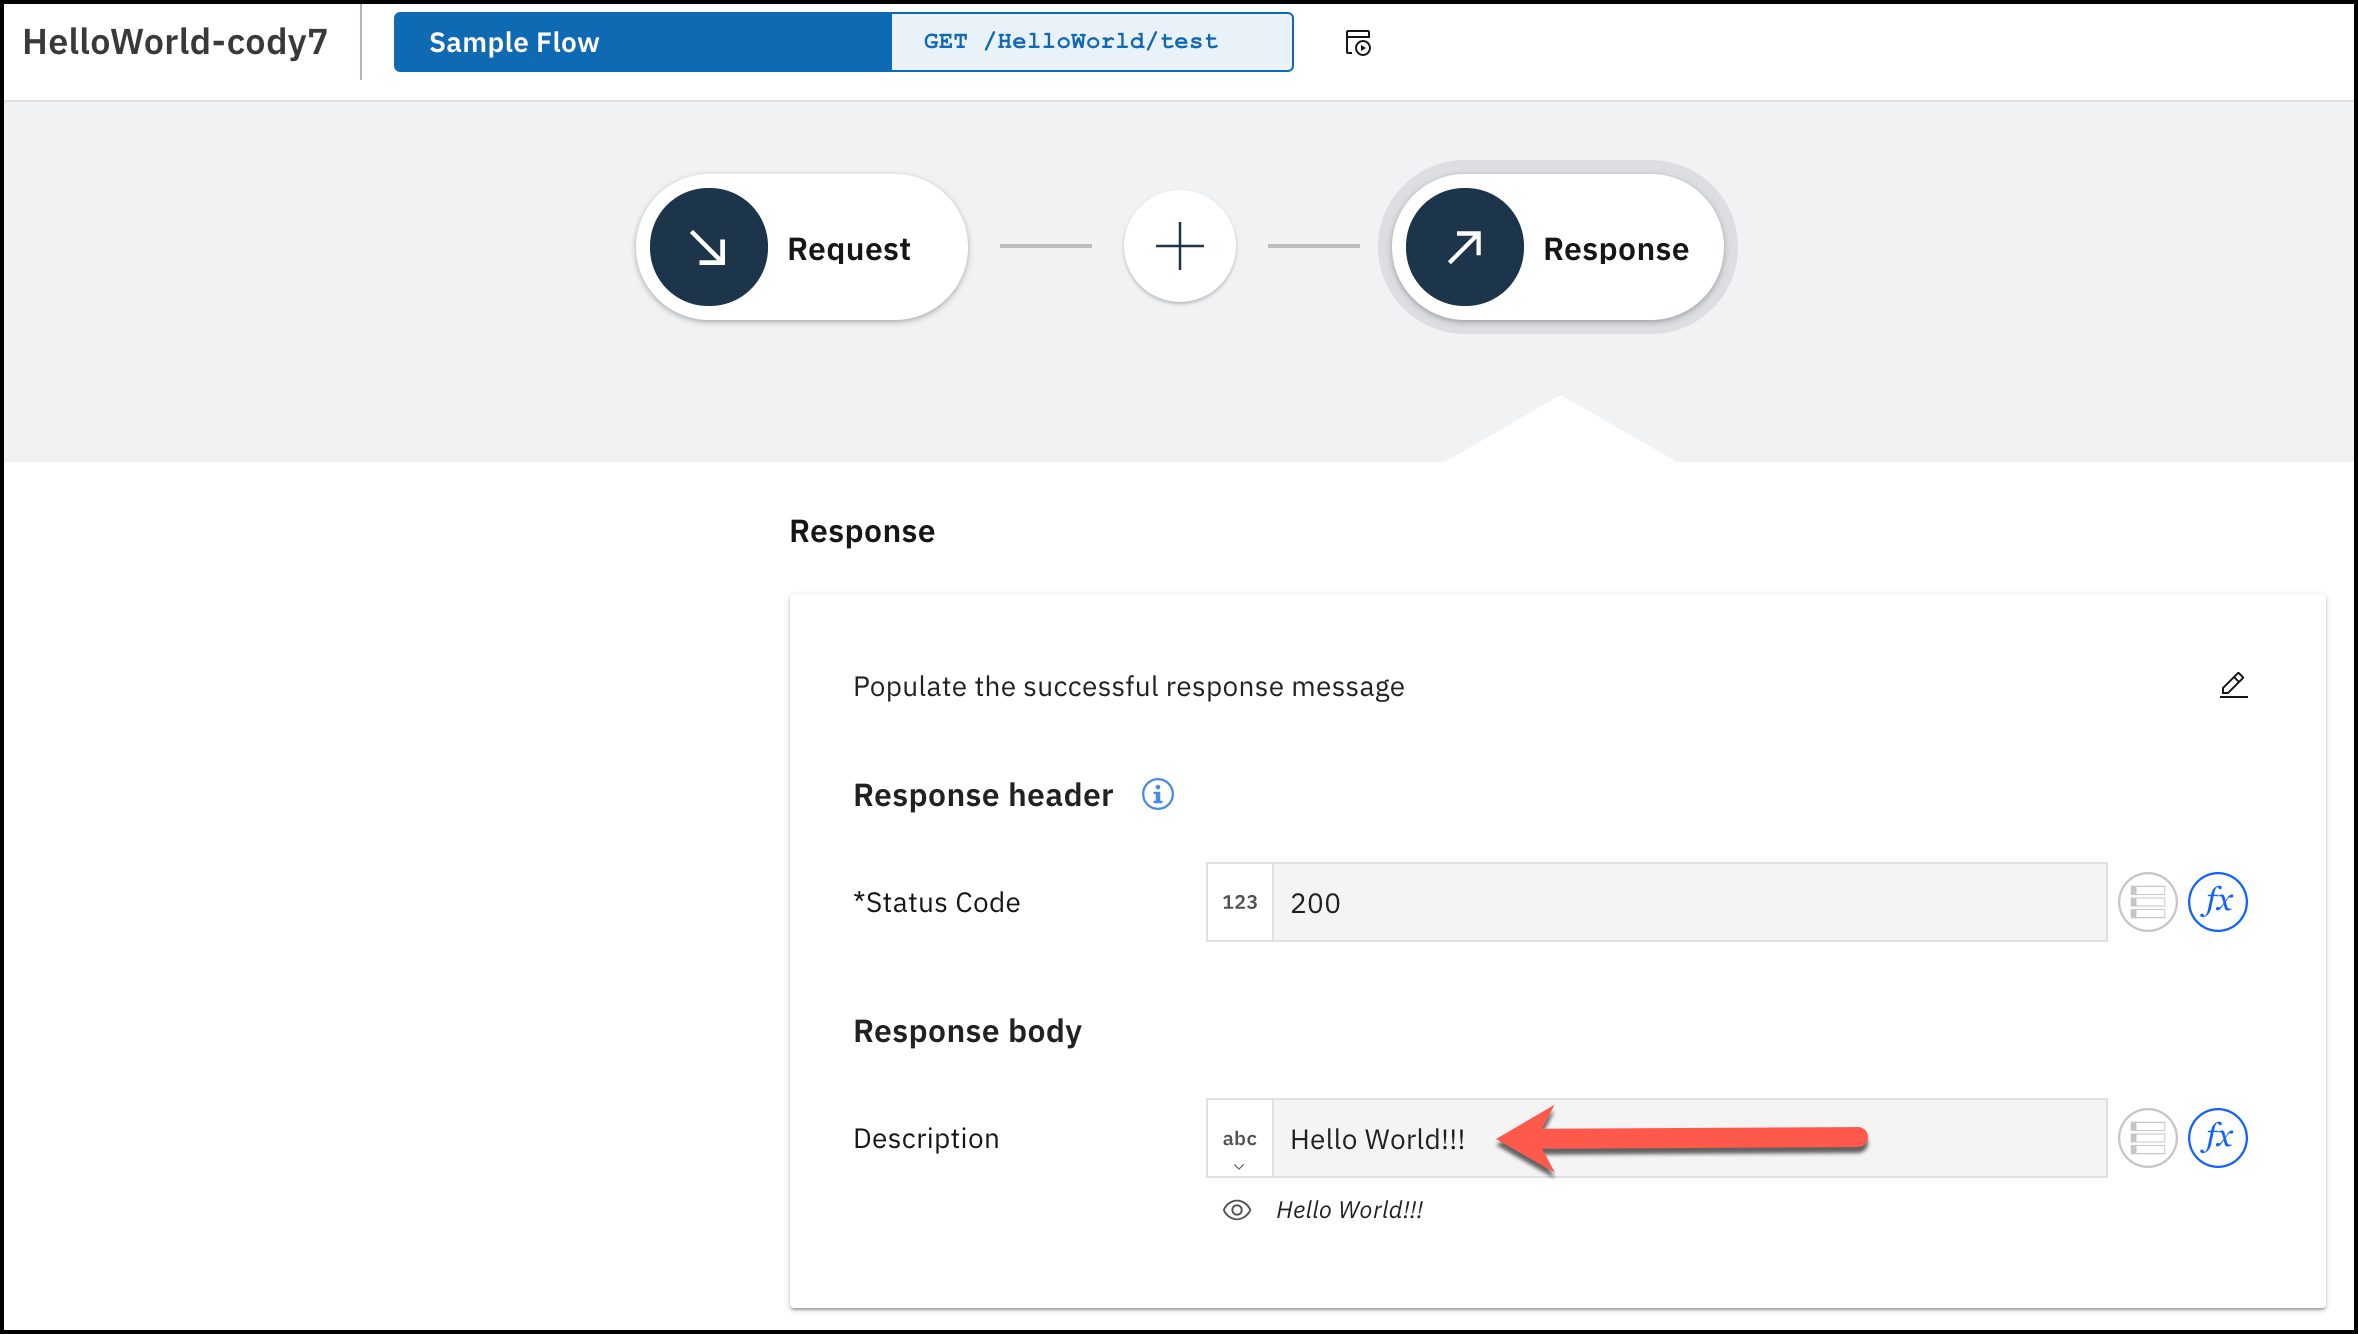 HelloWorld-cody7
Sample Flow
GET /HelloWorld/test
Request
Response
Response
Populate the successful response message
Response header
*Status Code
123
200
fx
Response body
Description
abc
Hello World!!!
fx
Hello World!!!